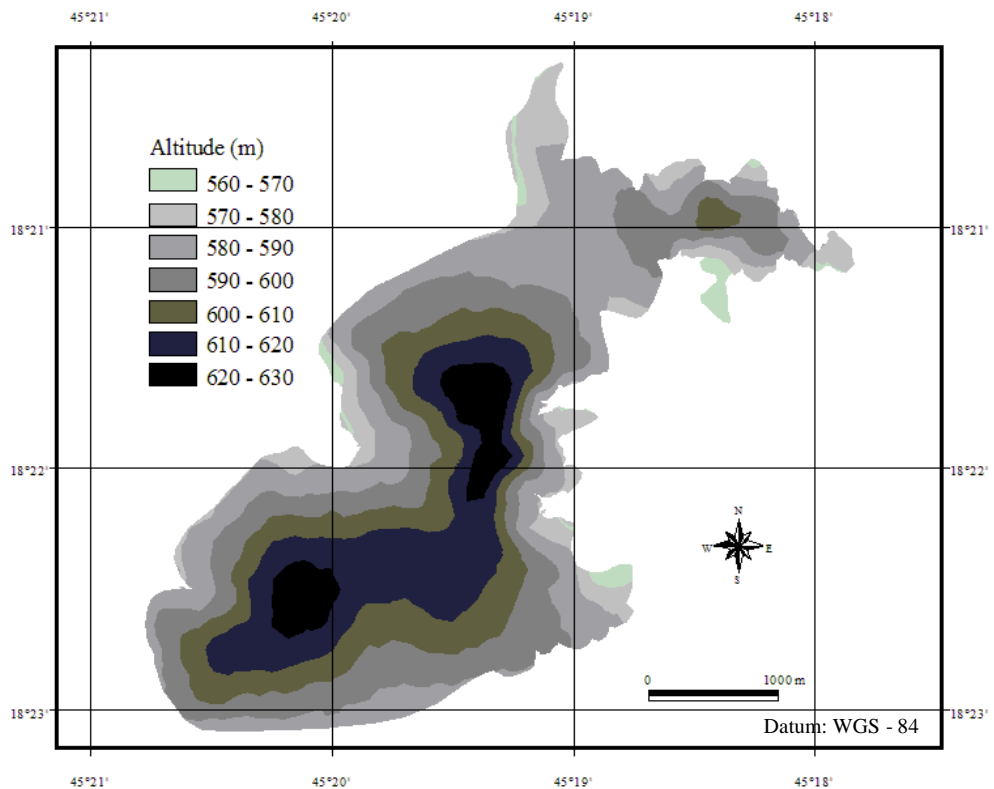 45°21' 45°20' 45°19' 45°18'
Altitude (m)
560 - 570
570 - 580
580 - 590
590 - 600
600 - 610
610 - 620
620 - 630
18°21' 18°21'
18°22' 18°22'
N
W E
S
0 1000 m
18°23' 18°23'
Datum: WGS - 84
45°21' 45°20' 45°19' 45°18'